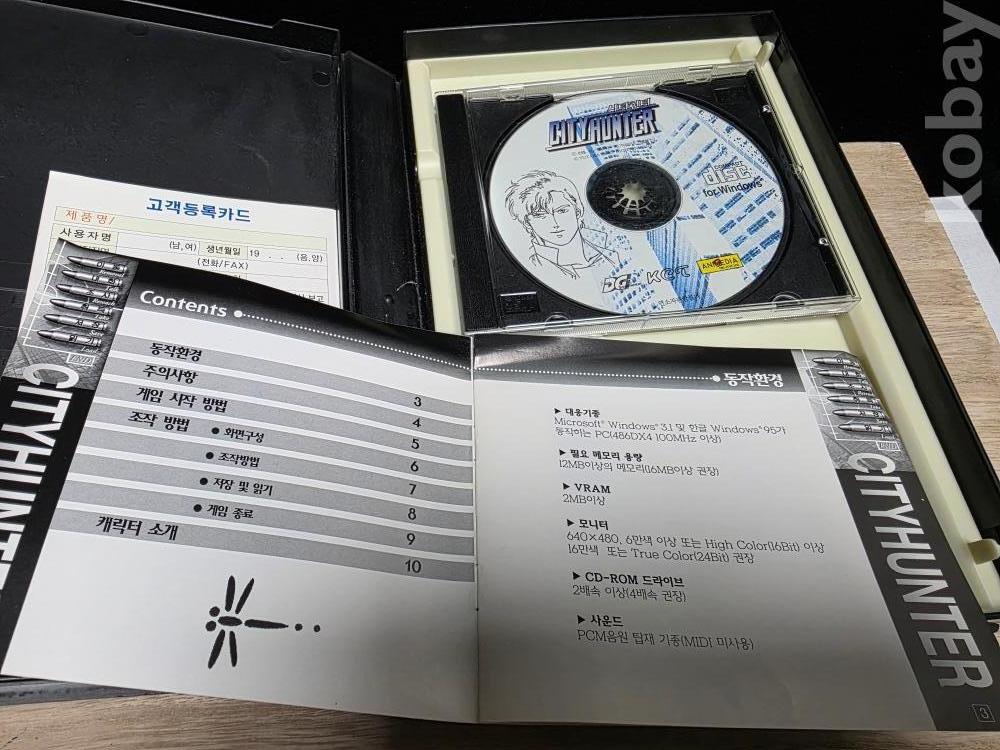 kobay
CITYHUNTER
COMPACT
disc
for Windows
ANIMEDIA
고객등록카드
제품명/
사용자명
(남,여) 생년월일 19 . . (음,양)
(전화/FAX)
Contents
동작환경 3
주의사항 4
게임 시작 방법 5
조작 방법 ● 화면구성 6
● 조작방법 7
● 저장 및 읽기 8
● 게임 종료 9
캐릭터 소개 10
CITYHUNTER
동작환경
▶ 대응기종
Microsoft® Windows® 3.1 및 한글 Windows® 95가
동작하는 PC(486DX4 100MHz 이상)
▶ 필요 메모리 용량
12MB이상의 메모리(16MB이상 권장)
▶ VRAM
2MB이상
▶ 모니터
640×480, 6만색 이상 또는 High Color(16Bit) 이상
16만색 또는 True Color(24Bit) 권장
▶ CD-ROM 드라이브
2배속 이상(4배속 권장)
▶ 사운드
PCM음원 탑재 기종(MIDI 미사용)
END
CITYHUNTER
3